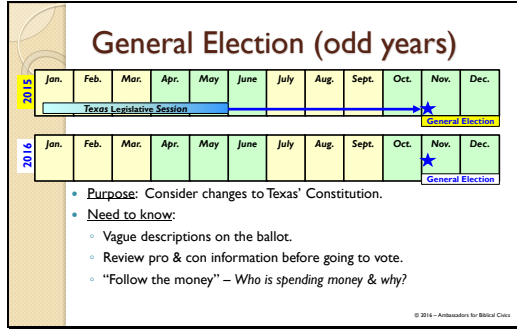 General Election (odd years)
2015
Jan. Feb. Mar. Apr. May June July Aug. Sept. Oct. Nov. Dec.
Texas Legislative Session
General Election
2016
Jan. Feb. Mar. Apr. May June July Aug. Sept. Oct. Nov. Dec.
General Election
• Purpose: Consider changes to Texas' Constitution.
• Need to know:
◦ Vague descriptions on the ballot.
◦ Review pro & con information before going to vote.
◦ “Follow the money” – Who is spending money & why?
© 2016 – Ambassadors for Biblical Civics